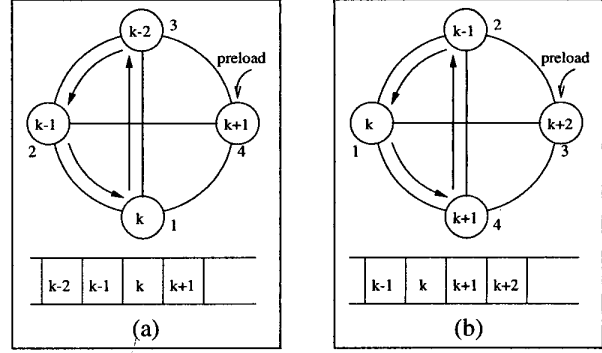 k-2
3
preload
k-1
2
k+1
4
k
1
k-2 k-1 k k+1
(a)
k-1
2
preload
k
1
k+2
3
k+1
4
k-1 k k+1 k+2
(b)